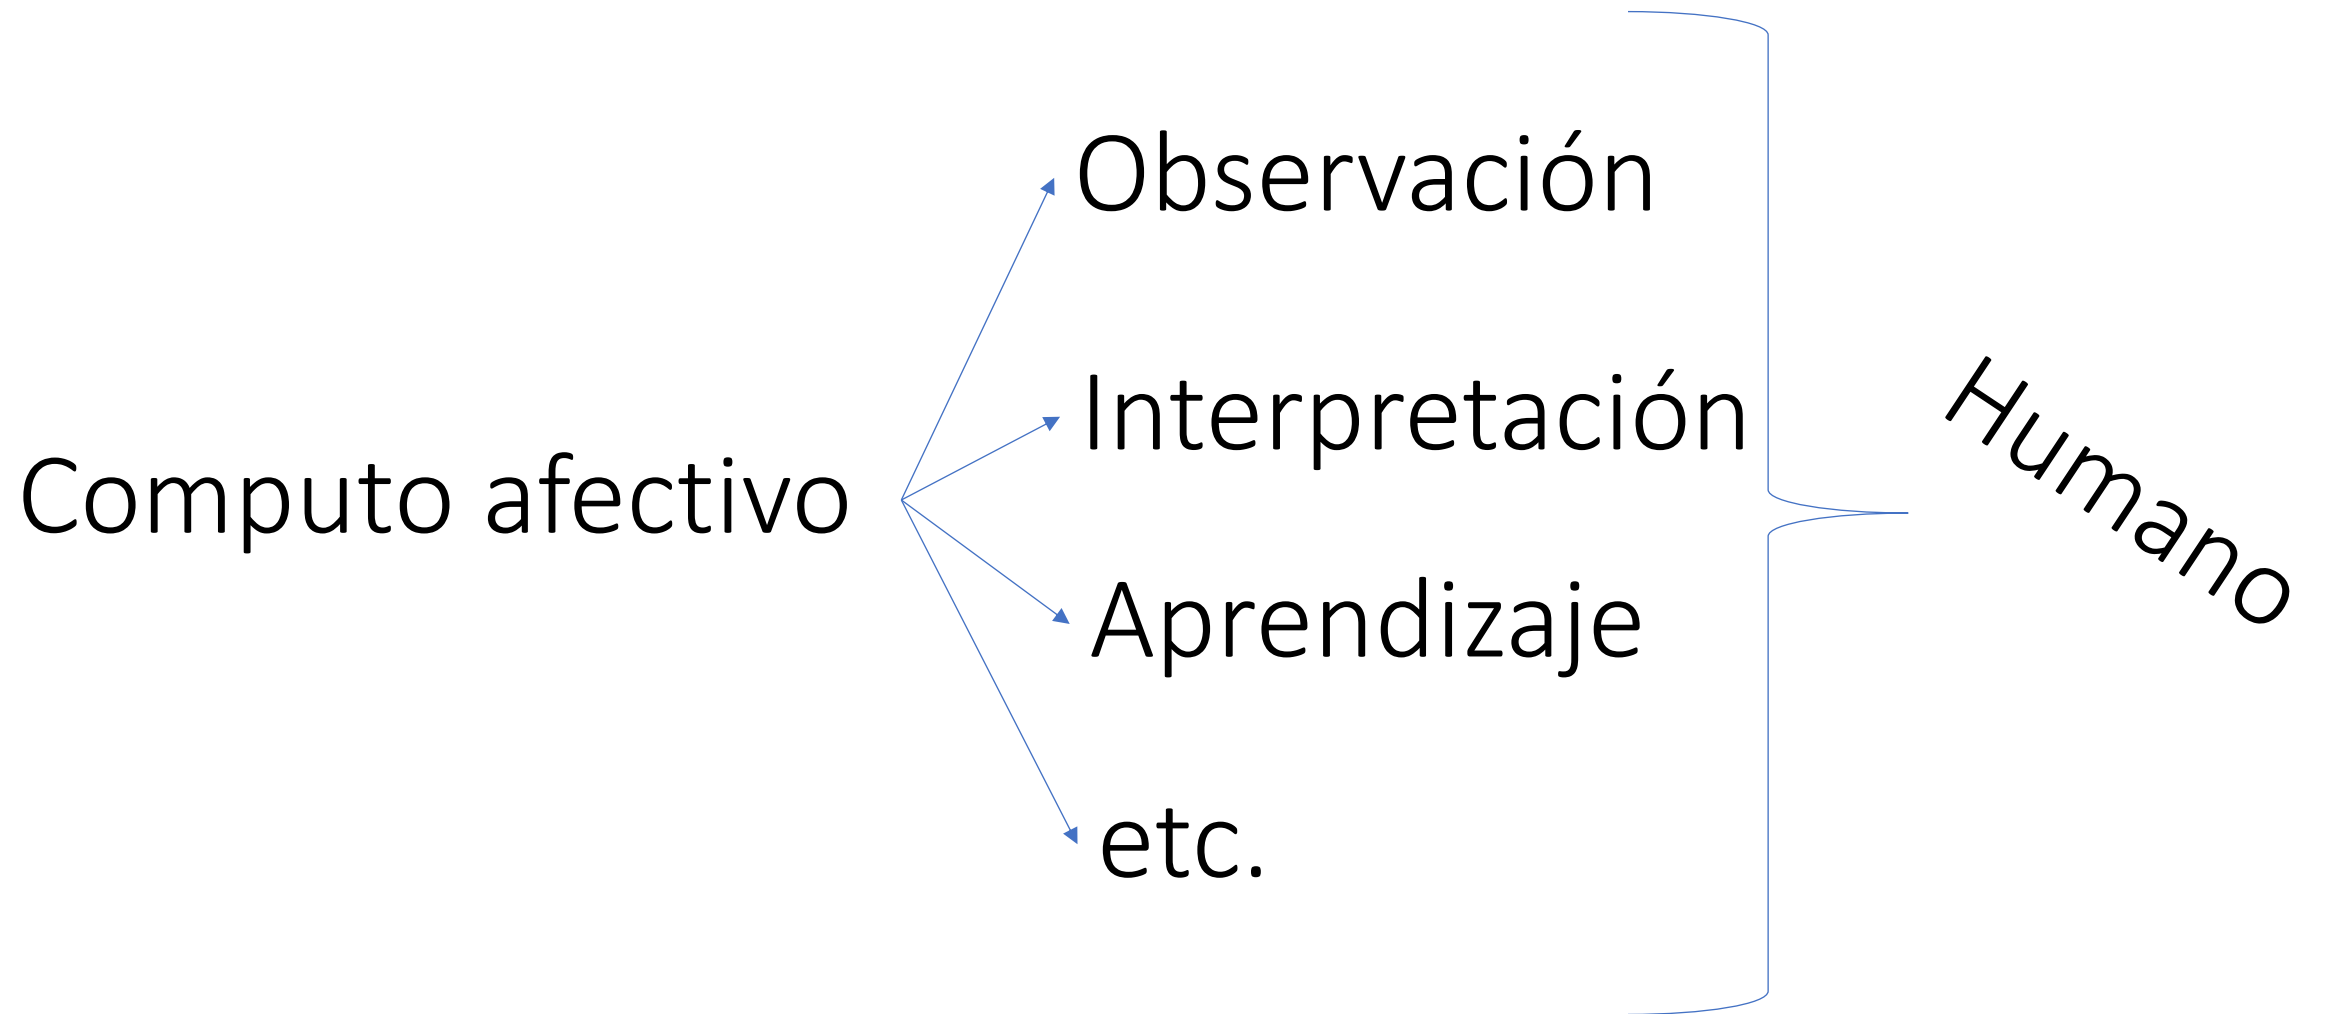 Computo afectivo
Observación
Interpretación
Aprendizaje
etc.
Humano